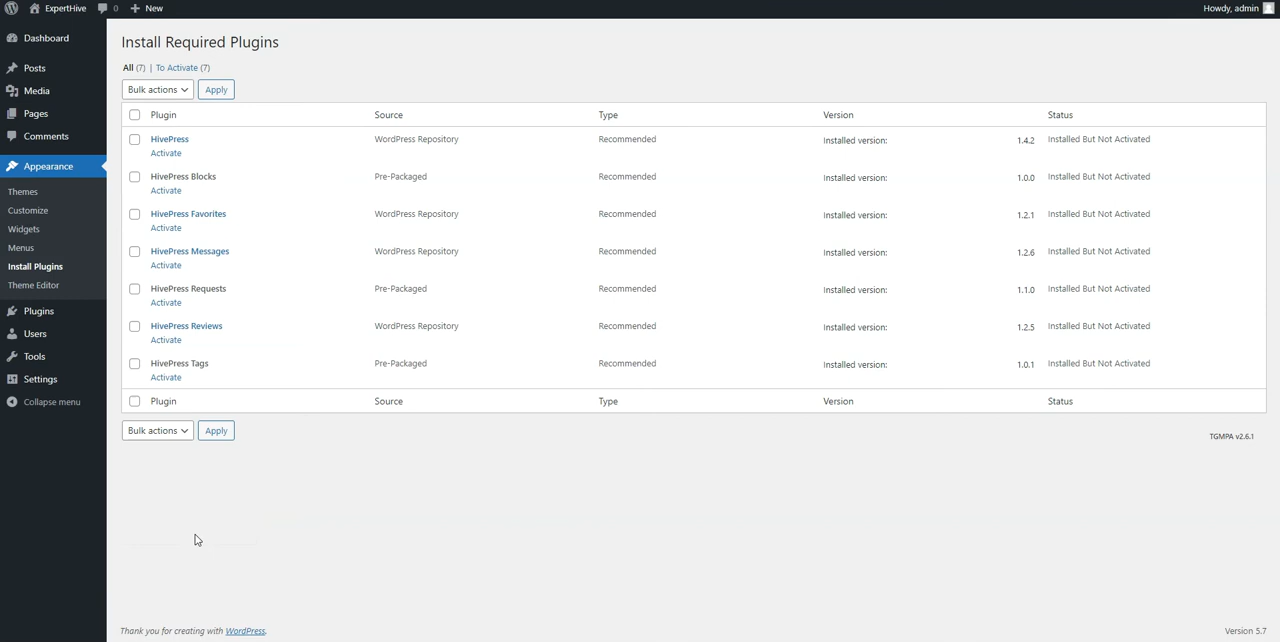 ExpertHive 0 New Howdy, admin
Dashboard
Posts
Media
Pages
Comments
Appearance
Themes
Customize
Widgets
Menus
Install Plugins
Theme Editor
Plugins
Users
Tools
Settings
Collapse menu
Install Required Plugins
All (7) | To Activate (7)
Bulk actions Apply
Plugin Source Type Version Status
HivePress WordPress Repository Recommended Installed version: 1.4.2 Installed But Not Activated
Activate
HivePress Blocks Pre-Packaged Recommended Installed version: 1.0.0 Installed But Not Activated
Activate
HivePress Favorites WordPress Repository Recommended Installed version: 1.2.1 Installed But Not Activated
Activate
HivePress Messages WordPress Repository Recommended Installed version: 1.2.6 Installed But Not Activated
Activate
HivePress Requests Pre-Packaged Recommended Installed version: 1.1.0 Installed But Not Activated
Activate
HivePress Reviews WordPress Repository Recommended Installed version: 1.2.5 Installed But Not Activated
Activate
HivePress Tags Pre-Packaged Recommended Installed version: 1.0.1 Installed But Not Activated
Activate
Plugin Source Type Version Status
Bulk actions Apply
TGMPA v2.6.1
Thank you for creating with WordPress. Version 5.7